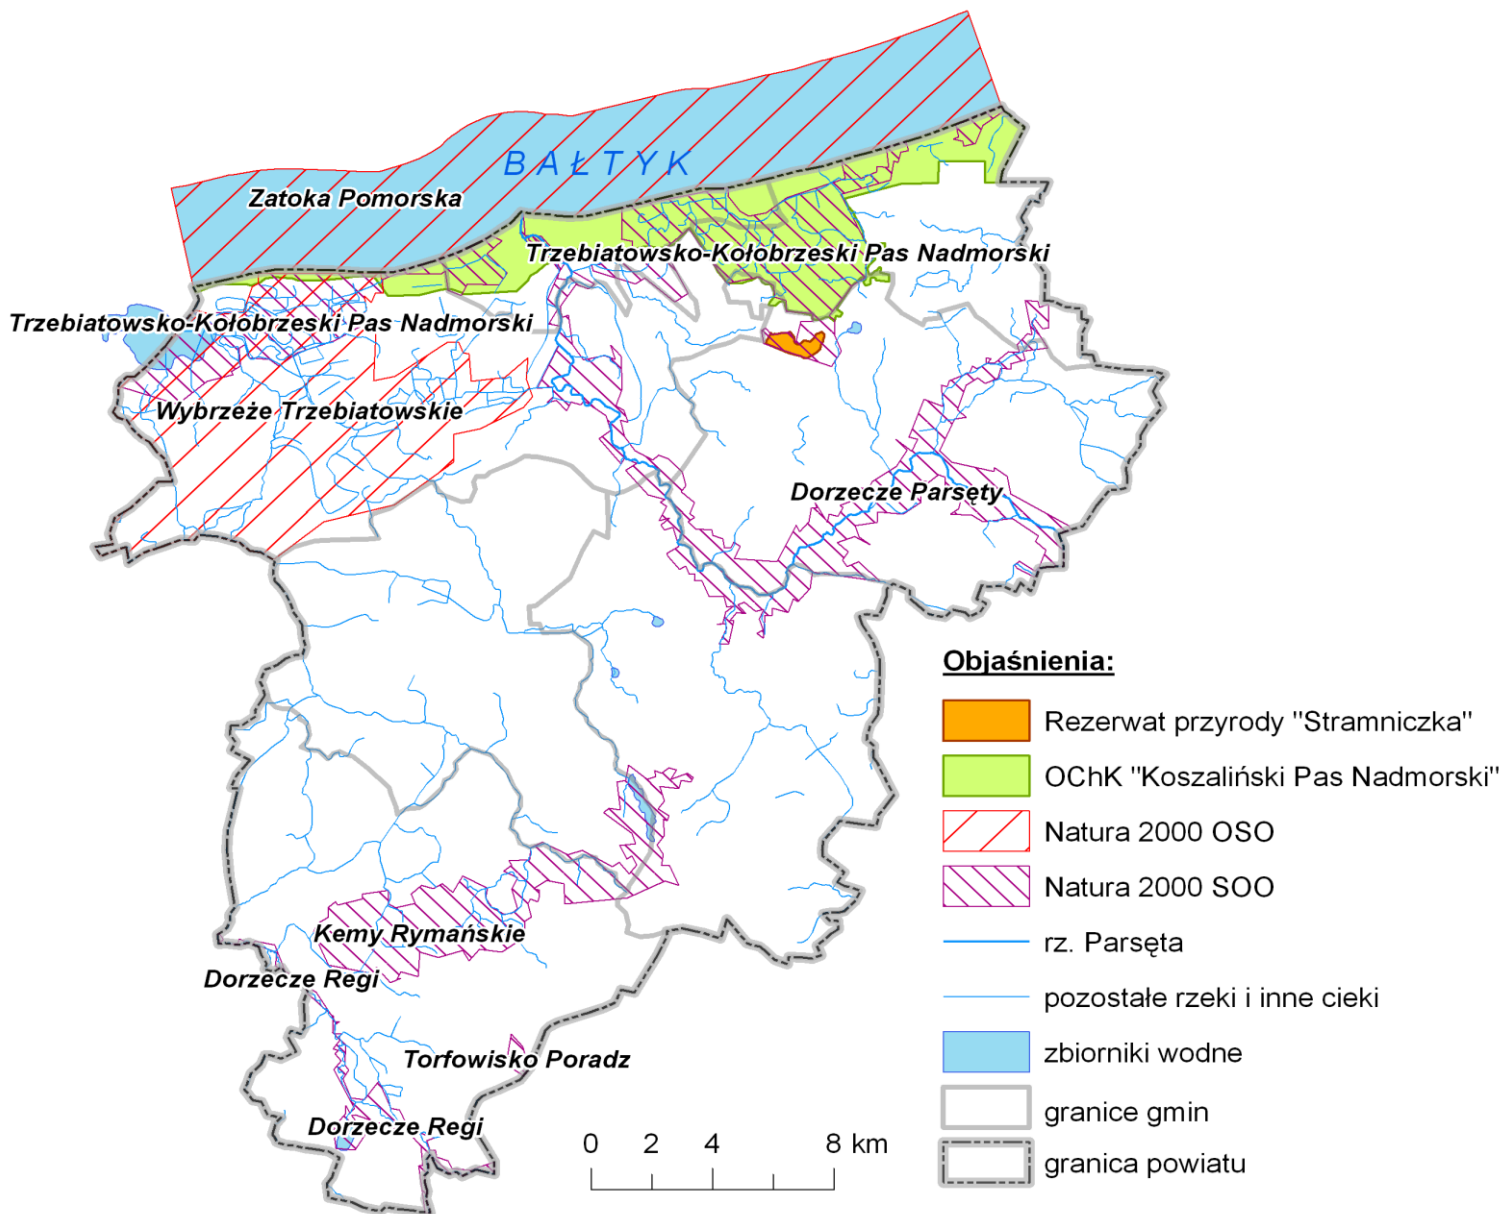 BAŁTYK
Zatoka Pomorska
Trzebiatowsko-Kołobrzeski Pas Nadmorski
Trzebiatowsko-Kołobrzeski Pas Nadmorski
Wybrzeże Trzebiatowskie
Dorzecze Parsęty
Kemy Rymańskie
Dorzecze Regi
Torfowisko Poradz
Dorzecze Regi
0 2 4 8 km
Objaśnienia:
Rezerwat przyrody "Stramniczka"
OChK "Koszaliński Pas Nadmorski"
Natura 2000 OSO
Natura 2000 SOO
rz. Parsęta
pozostałe rzeki i inne cieki
zbiorniki wodne
granice gmin
granica powiatu